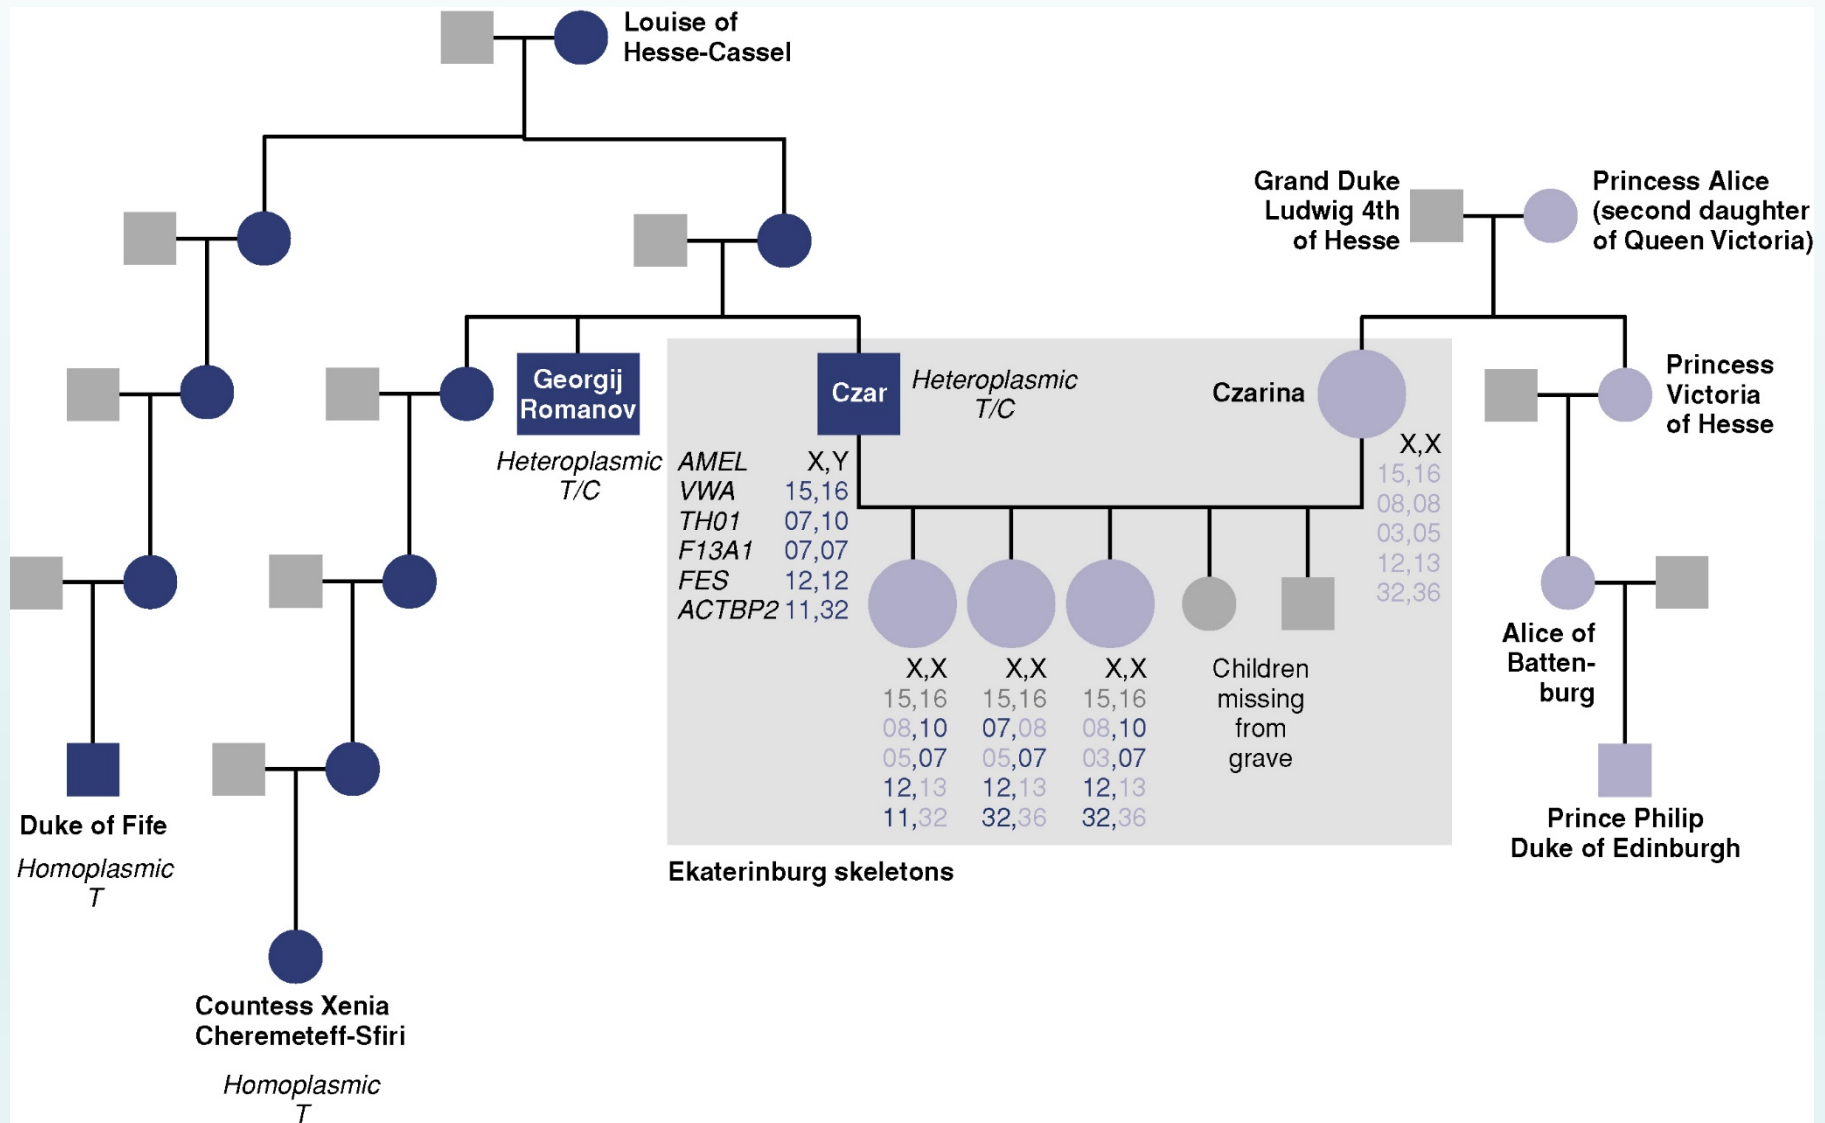 Louise of
Hesse-Cassel
Grand Duke
Ludwig 4th
of Hesse
Princess Alice
(second daughter
of Queen Victoria)
Georgij
Romanov
Heteroplasmic
T/C
Czar
Heteroplasmic
T/C
Czarina
Princess
Victoria
of Hesse
AMEL X,Y
VWA 15,16
TH01 07,10
F13A1 07,07
FES 12,12
ACTBP2 11,32
X,X
15,16
08,08
03,05
12,13
32,36
X,X
15,16
08,10
05,07
12,13
11,32
X,X
15,16
07,08
05,07
12,13
32,36
X,X
15,16
08,10
03,07
12,13
32,36
Children
missing
from
grave
Alice of
Batten-
burg
Duke of Fife
Homoplasmic
T
Ekaterinburg skeletons
Prince Philip
Duke of Edinburgh
Countess Xenia
Cheremeteff-Sfiri
Homoplasmic
T